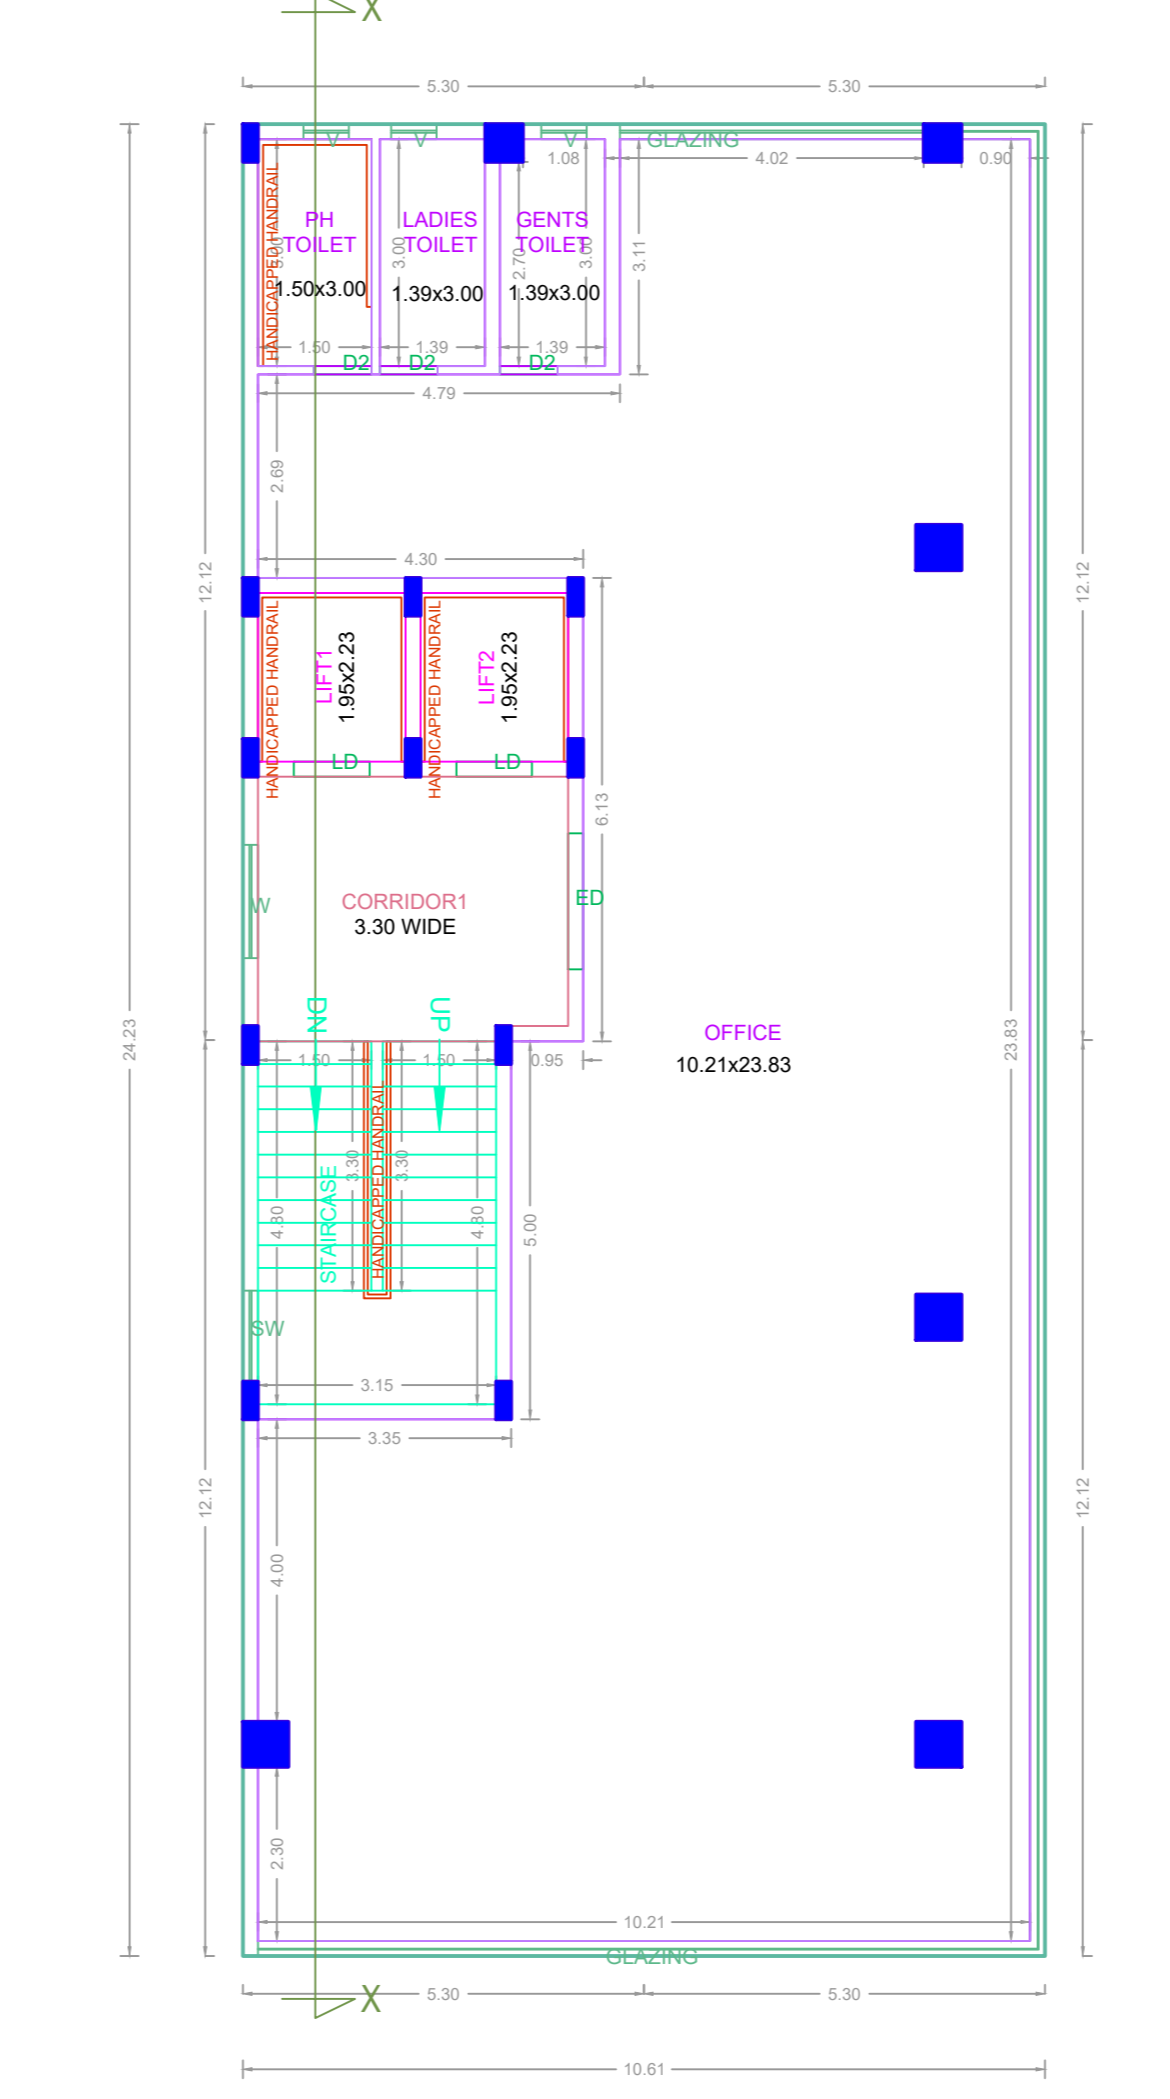 X
5.30
5.30
V
V
V
GLAZING
1.08
4.02
0.90
HANDICAPPED HANDRAIL
PH
TOILET
1.50x3.00
3.00
LADIES
TOILET
1.39x3.00
3.00
GENTS
TOILET
1.39x3.00
2.70
3.00
3.11
1.50
1.39
1.39
D2
D2
D2
4.79
2.69
4.30
12.12
12.12
HANDICAPPED HANDRAIL
LIFT1
1.95x2.23
HANDICAPPED HANDRAIL
LIFT2
1.95x2.23
LD
LD
6.13
W
CORRIDOR1
3.30 WIDE
ED
DN
UP
24.23
OFFICE
10.21x23.83
23.83
1.50
1.50
0.95
STAIRCASE
3.30
HANDICAPPED HANDRAIL
3.30
4.80
4.80
5.00
SW
3.15
3.35
12.12
12.12
4.00
2.30
10.21
GLAZING
X
5.30
5.30
10.61